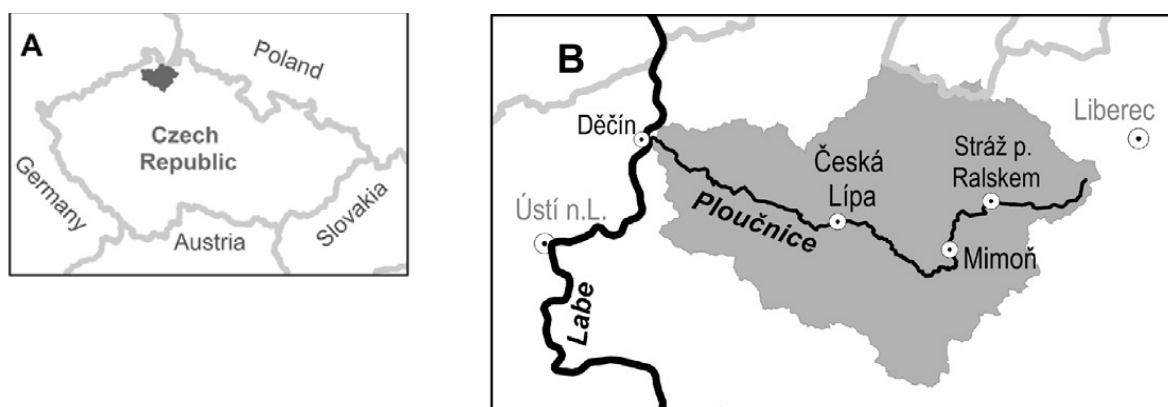 A
Poland
Czech
Republic
Germany
Austria
Slovakia
B
Děčín
Liberec
Česká
Lípa
Stráž p.
Ralskem
Ústí n.L.
Ploučnice
Mimoň
Labe